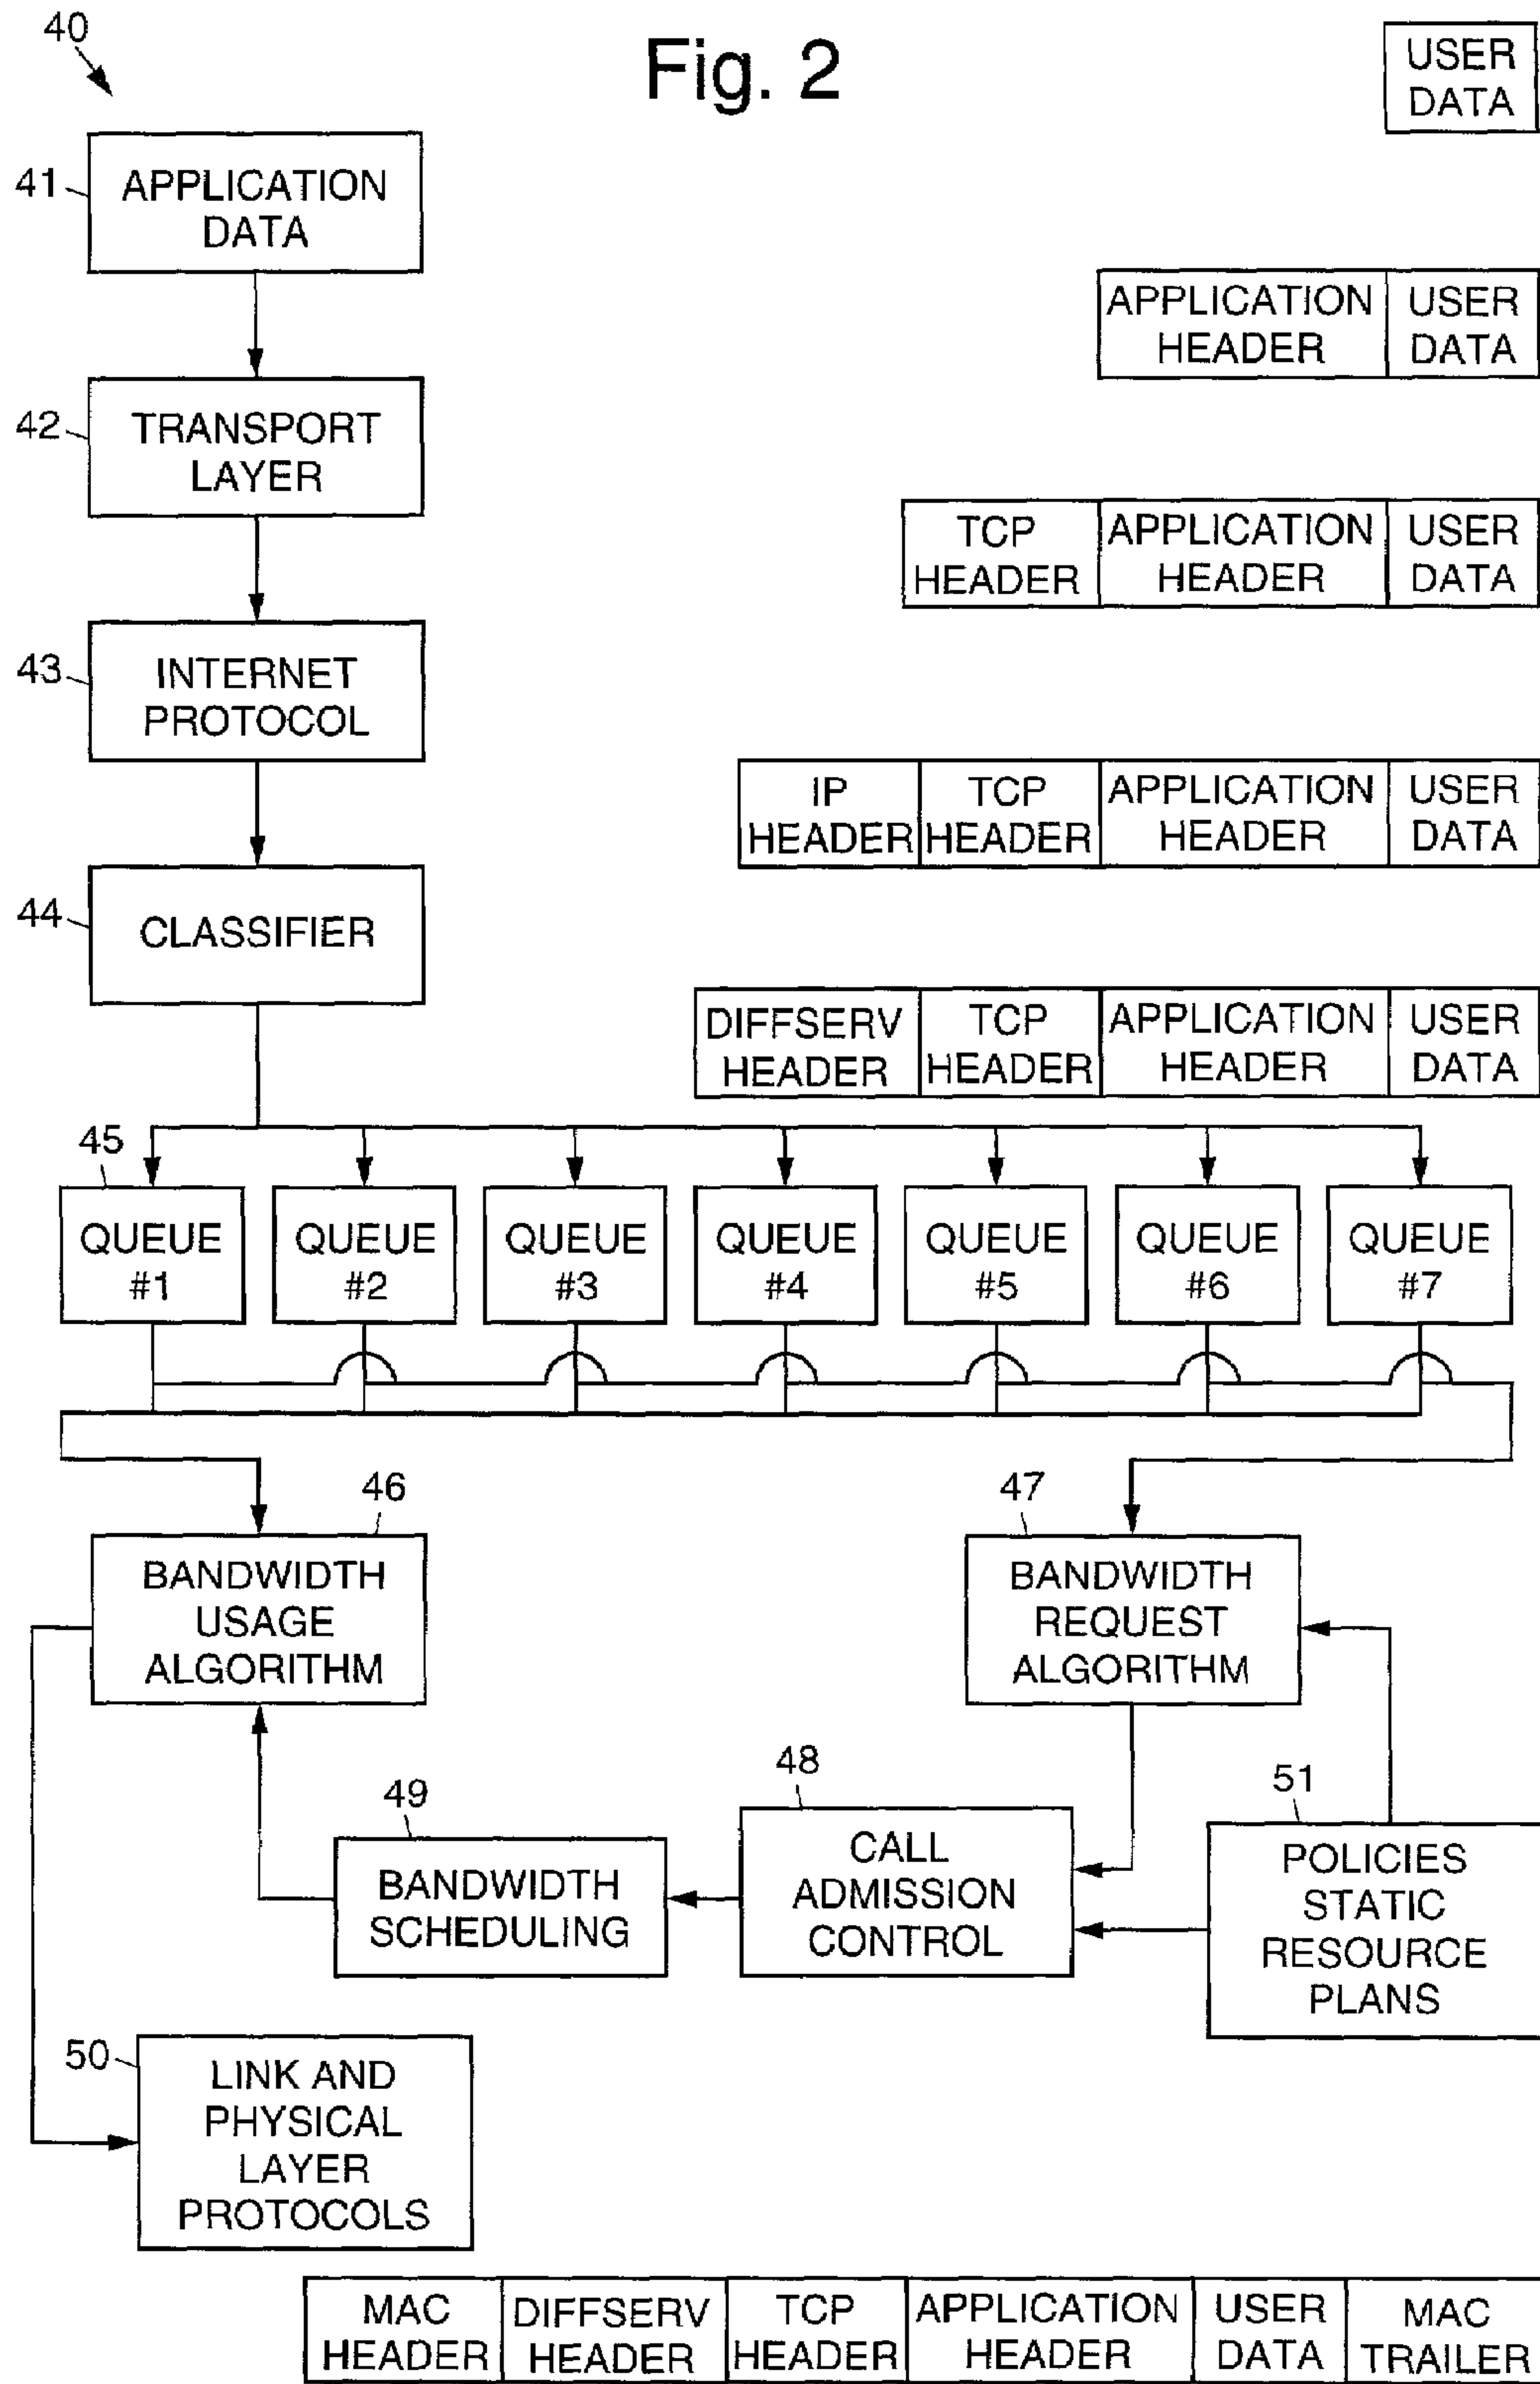 40
Fig. 2
USER
DATA
41
APPLICATION
DATA
APPLICATION
HEADER
USER
DATA
42
TRANSPORT
LAYER
TCP
HEADER
APPLICATION
HEADER
USER
DATA
43
INTERNET
PROTOCOL
IP
HEADER
TCP
HEADER
APPLICATION
HEADER
USER
DATA
44
CLASSIFIER
DIFFSERV
HEADER
TCP
HEADER
APPLICATION
HEADER
USER
DATA
45
QUEUE
#1
QUEUE
#2
QUEUE
#3
QUEUE
#4
QUEUE
#5
QUEUE
#6
QUEUE
#7
46
BANDWIDTH
USAGE
ALGORITHM
47
BANDWIDTH
REQUEST
ALGORITHM
49
BANDWIDTH
SCHEDULING
48
CALL
ADMISSION
CONTROL
51
POLICIES
STATIC
RESOURCE
PLANS
50
LINK AND
PHYSICAL
LAYER
PROTOCOLS
MAC
HEADER
DIFFSERV
HEADER
TCP
HEADER
APPLICATION
HEADER
USER
DATA
MAC
TRAILER